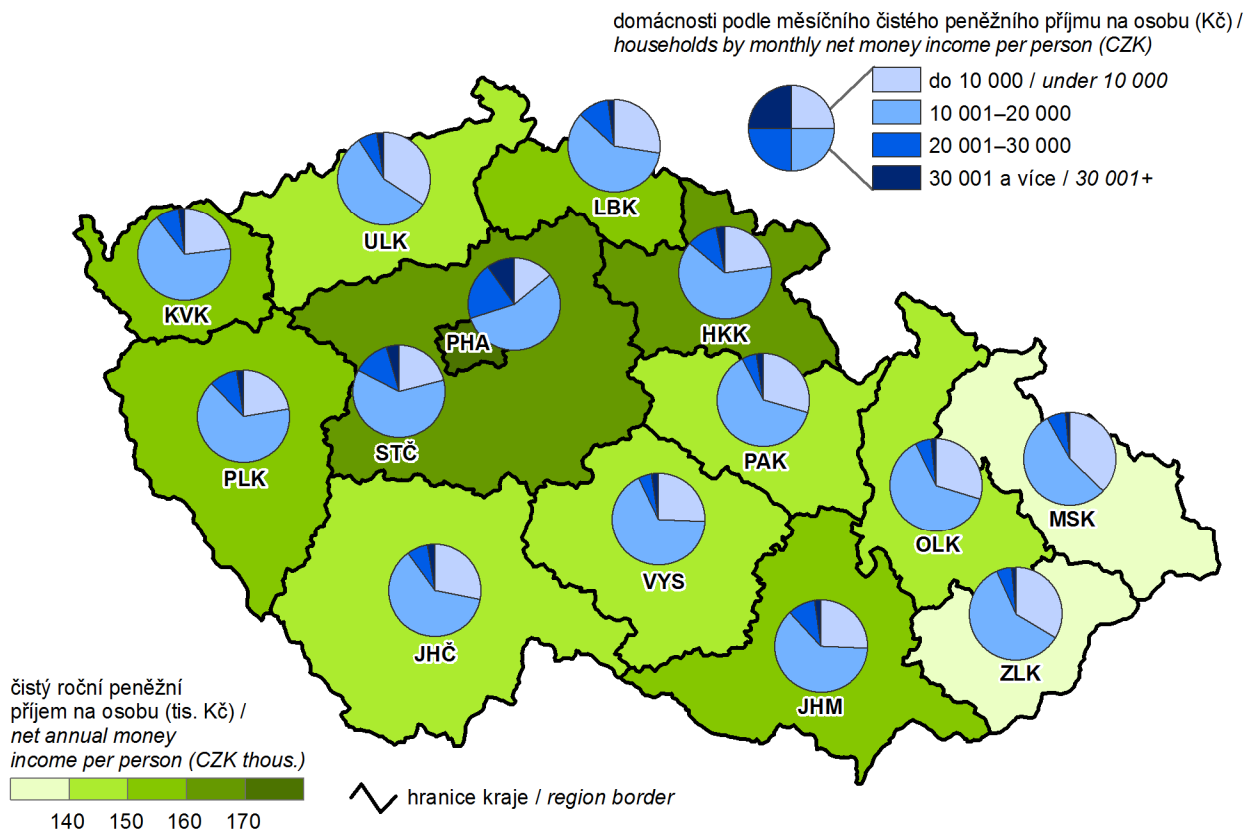 domácnosti podle měsíčního čistého peněžního příjmu na osobu (Kč) /
households by monthly net money income per person (CZK)
do 10 000 / under 10 000
10 001–20 000
20 001–30 000
30 001 a více / 30 001+
LBK
ULK
KVK
HKK
PHA
STČ
PAK
PLK
MSK
OLK
VYS
JHČ
ZLK
JHM
čistý roční peněžní
příjem na osobu (tis. Kč) /
net annual money
income per person (CZK thous.)
140 150 160 170
hranice kraje / region border